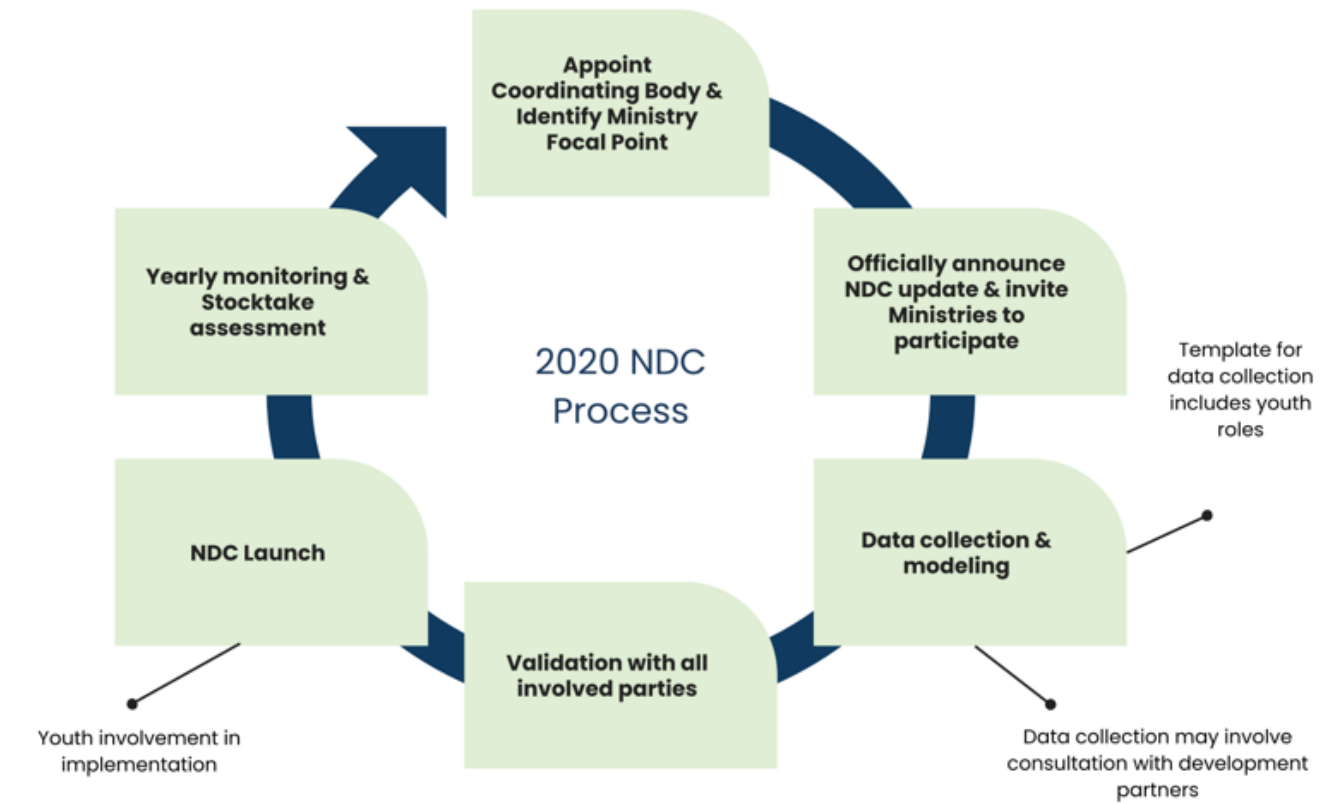 Appoint
Coordinating Body &
Identify Ministry
Focal Point
Officially announce
NDC update & invite
Ministries to
participate
Template for
data collection
includes youth
roles
Data collection &
modeling
Data collection may involve
consultation with development
partners
Validation with all
involved parties
NDC Launch
Youth involvement in
implementation
Yearly monitoring &
Stocktake
assessment
2020 NDC
Process